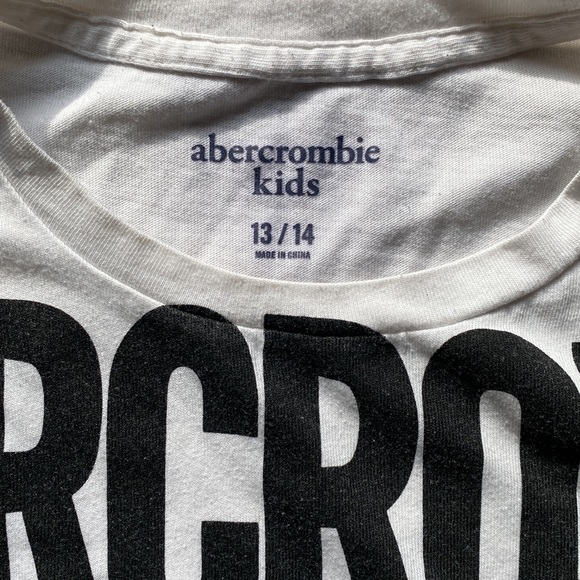 abercrombie
kids
13 / 14
MADE IN CHINA
RCRO